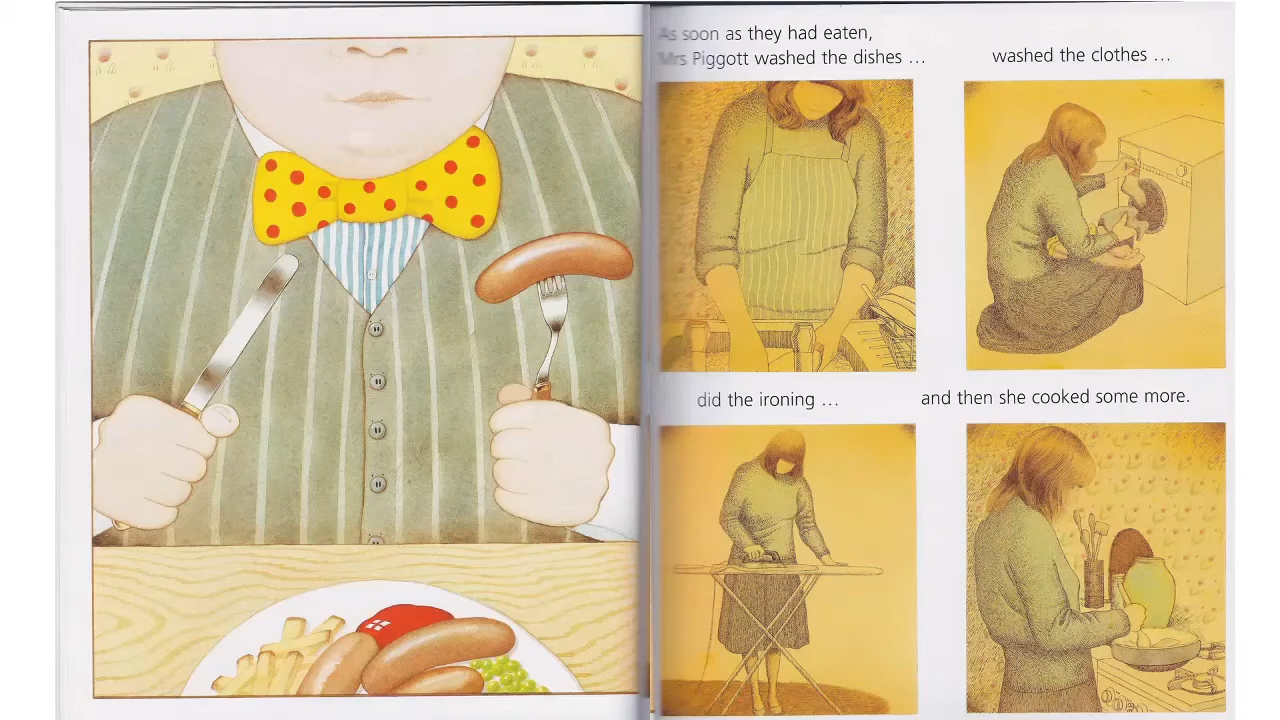 As soon as they had eaten,
Mrs Piggott washed the dishes …
washed the clothes …
did the ironing …
and then she cooked some more.